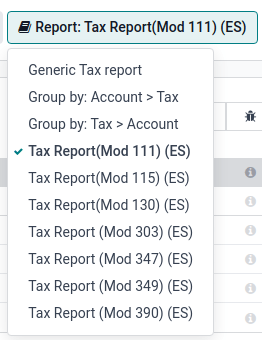 Report: Tax Report(Mod 111) (ES)
Generic Tax report
Group by: Account > Tax
Group by: Tax > Account
Tax Report(Mod 111) (ES)
Tax Report(Mod 115) (ES)
Tax Report(Mod 130) (ES)
Tax Report (Mod 303) (ES)
Tax Report (Mod 347) (ES)
Tax Report (Mod 349) (ES)
Tax Report (Mod 390) (ES)